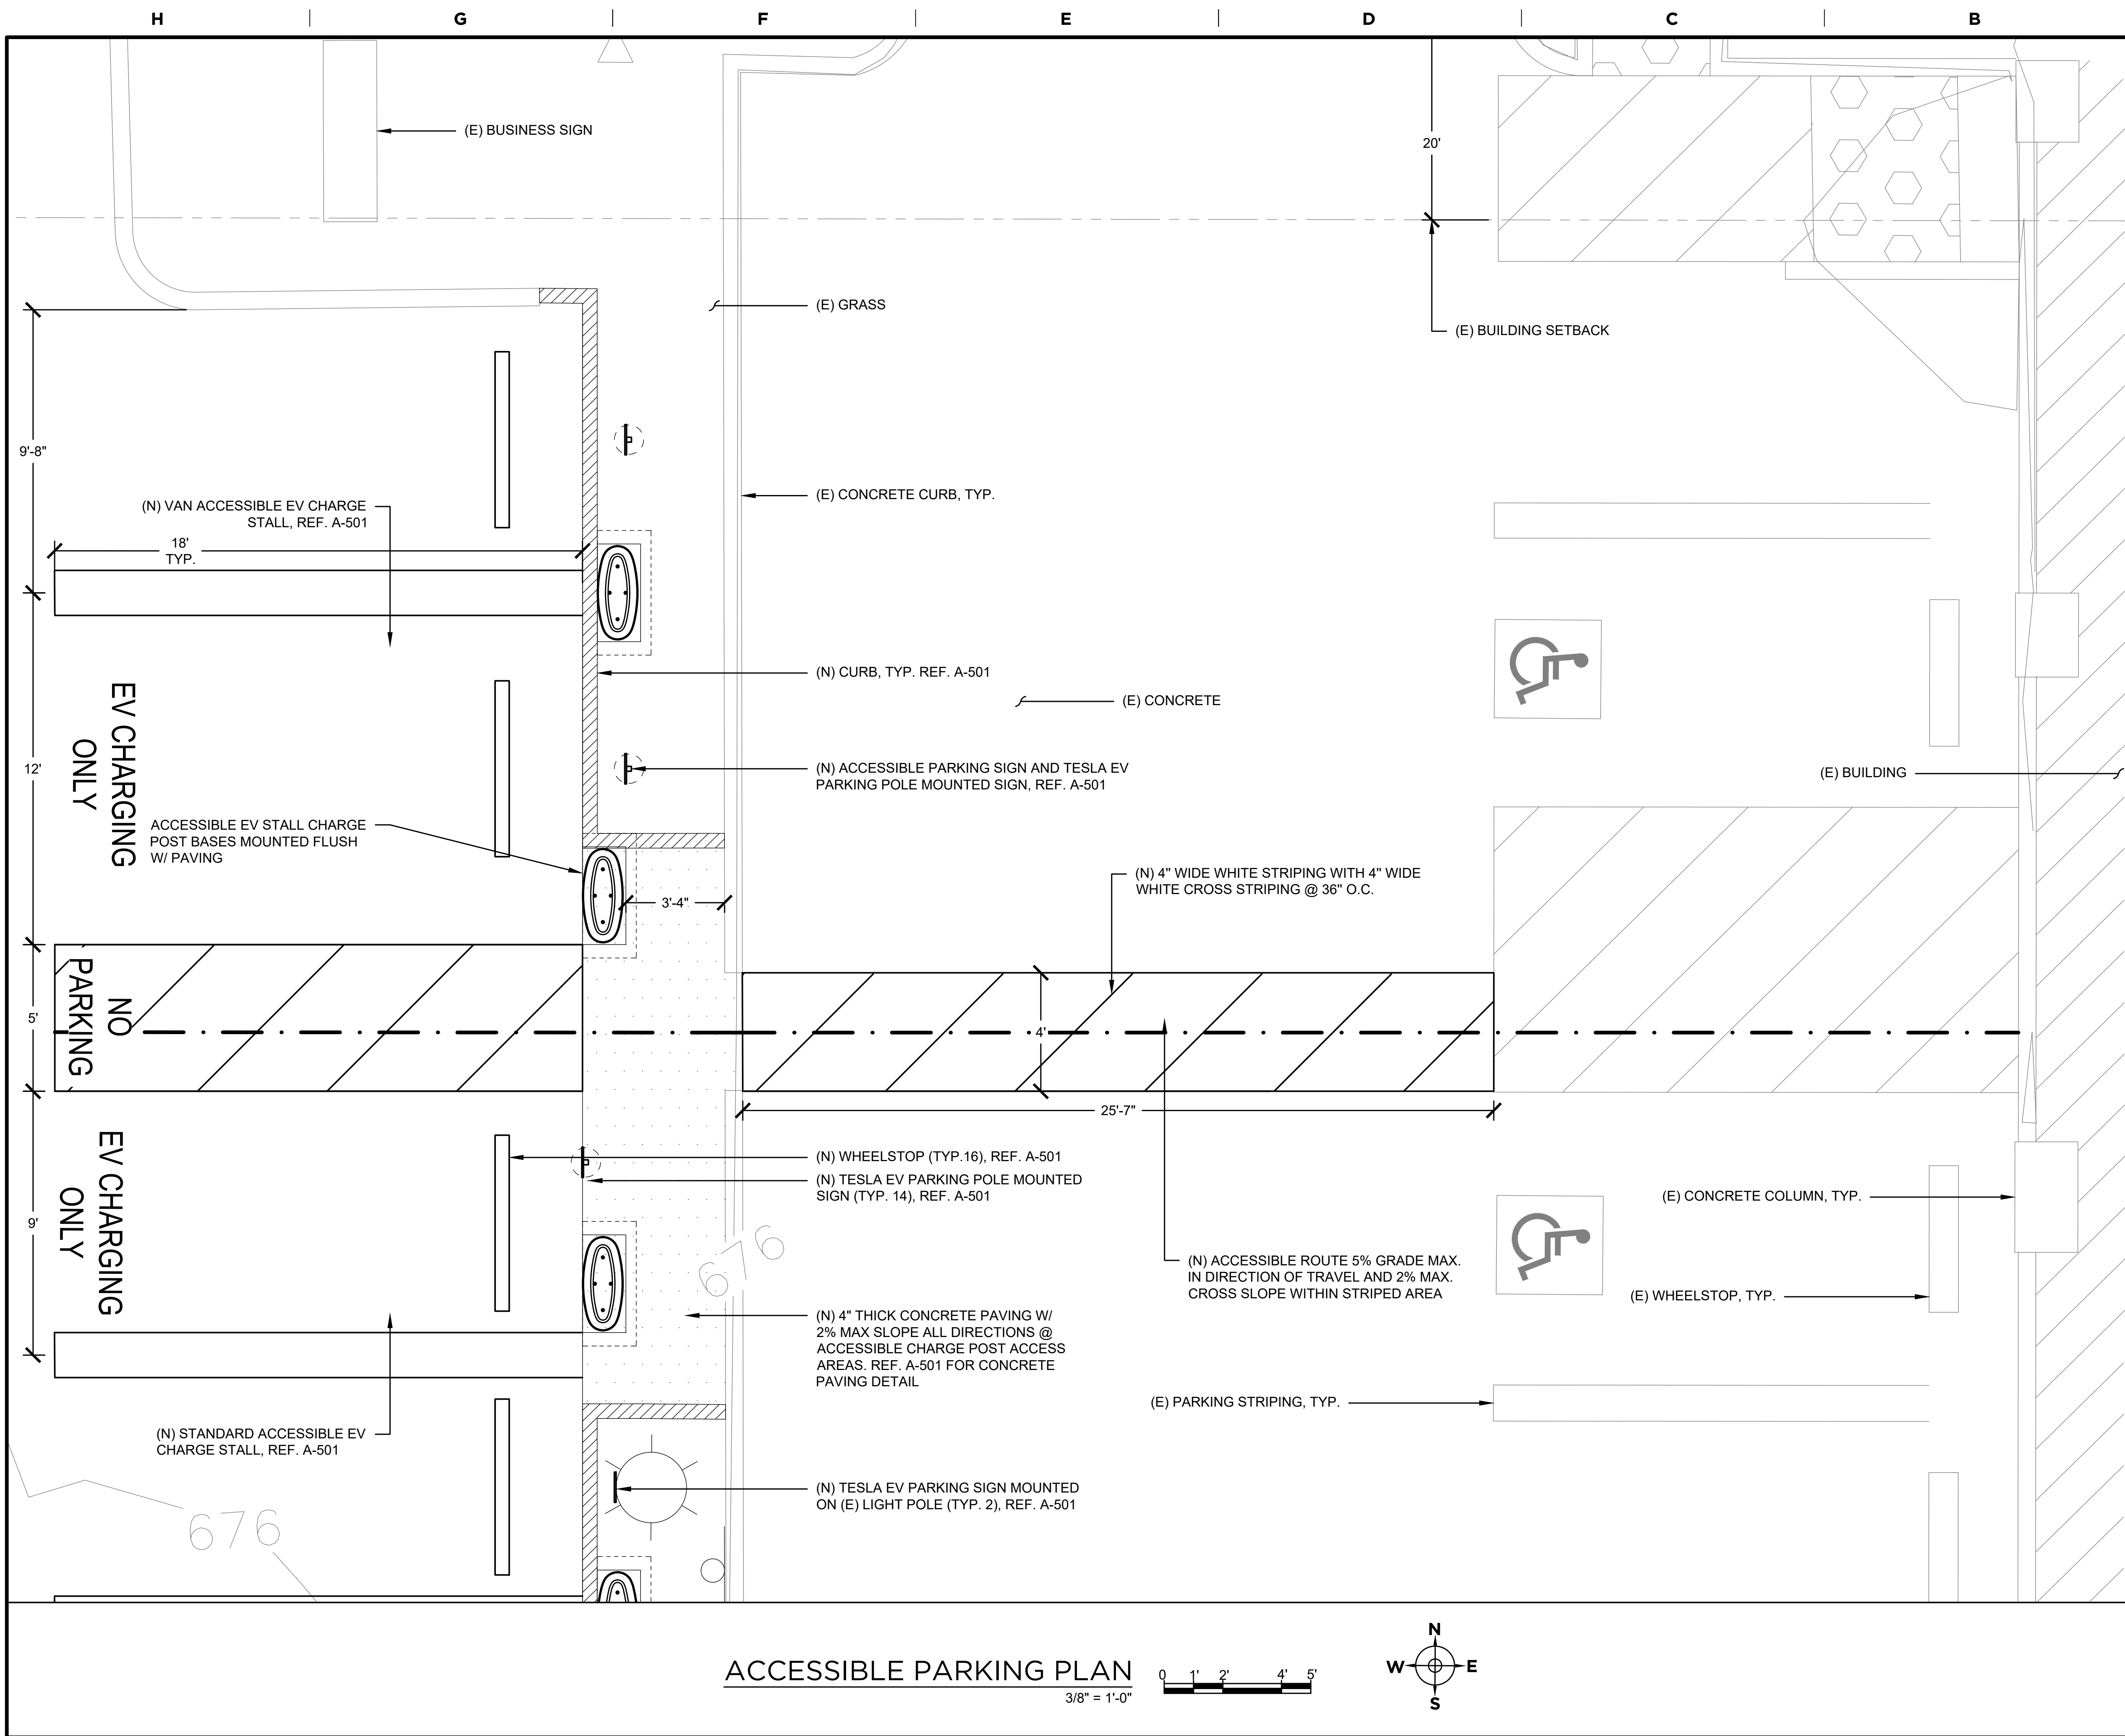 H G F E D C B
(E) BUSINESS SIGN
20'
(E) GRASS
(E) BUILDING SETBACK
9'-8"
(N) VAN ACCESSIBLE EV CHARGE
STALL, REF. A-501
(E) CONCRETE CURB, TYP.
18'
TYP.
(N) CURB, TYP. REF. A-501
(E) CONCRETE
EV CHARGING
ONLY
12'
(N) ACCESSIBLE PARKING SIGN AND TESLA EV
PARKING POLE MOUNTED SIGN, REF. A-501
(E) BUILDING
ACCESSIBLE EV STALL CHARGE
POST BASES MOUNTED FLUSH
W/ PAVING
(N) 4" WIDE WHITE STRIPING WITH 4" WIDE
WHITE CROSS STRIPING @ 36" O.C.
3'-4"
NO
PARKING
5'
4'
25'-7"
EV CHARGING
ONLY
9'
(N) WHEELSTOP (TYP.16), REF. A-501
(N) TESLA EV PARKING POLE MOUNTED
SIGN (TYP. 14), REF. A-501
(E) CONCRETE COLUMN, TYP.
676
(N) ACCESSIBLE ROUTE 5% GRADE MAX.
IN DIRECTION OF TRAVEL AND 2% MAX.
CROSS SLOPE WITHIN STRIPED AREA
(E) WHEELSTOP, TYP.
(N) 4" THICK CONCRETE PAVING W/
2% MAX SLOPE ALL DIRECTIONS @
ACCESSIBLE CHARGE POST ACCESS
AREAS. REF. A-501 FOR CONCRETE
PAVING DETAIL
(E) PARKING STRIPING, TYP.
(N) STANDARD ACCESSIBLE EV
CHARGE STALL, REF. A-501
(N) TESLA EV PARKING SIGN MOUNTED
ON (E) LIGHT POLE (TYP. 2), REF. A-501
676
ACCESSIBLE PARKING PLAN
3/8" = 1'-0"
0 1' 2' 4' 5'
N
W E
S